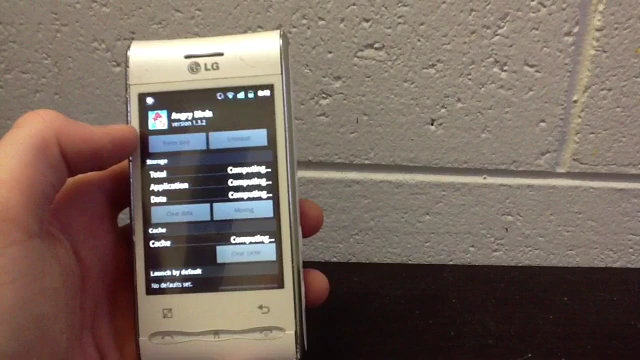 LG
Angry Birds
version 1.3.2
Force stop Uninstall
Storage
Total Computing...
Application Computing...
Data Computing...
Clear data Moving
Cache
Cache Computing...
Clear cache
Launch by default
No defaults set.